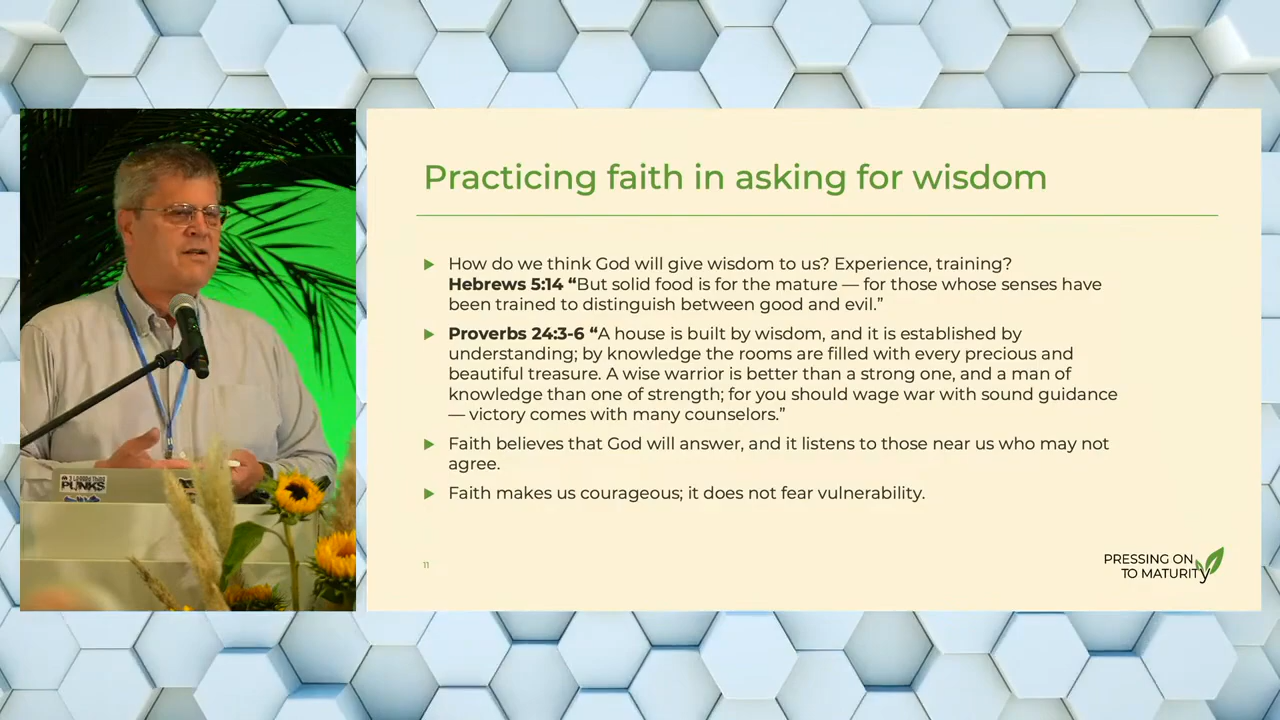 Practicing faith in asking for wisdom
How do we think God will give wisdom to us? Experience, training?
Hebrews 5:14 “But solid food is for the mature — for those whose senses have
been trained to distinguish between good and evil.”
Proverbs 24:3-6 “A house is built by wisdom, and it is established by
understanding; by knowledge the rooms are filled with every precious and
beautiful treasure. A wise warrior is better than a strong one, and a man of
knowledge than one of strength; for you should wage war with sound guidance
— victory comes with many counselors.”
Faith believes that God will answer, and it listens to those near us who may not
agree.
Faith makes us courageous; it does not fear vulnerability.
11
PRESSING ON
TO MATURITy
PUNKS